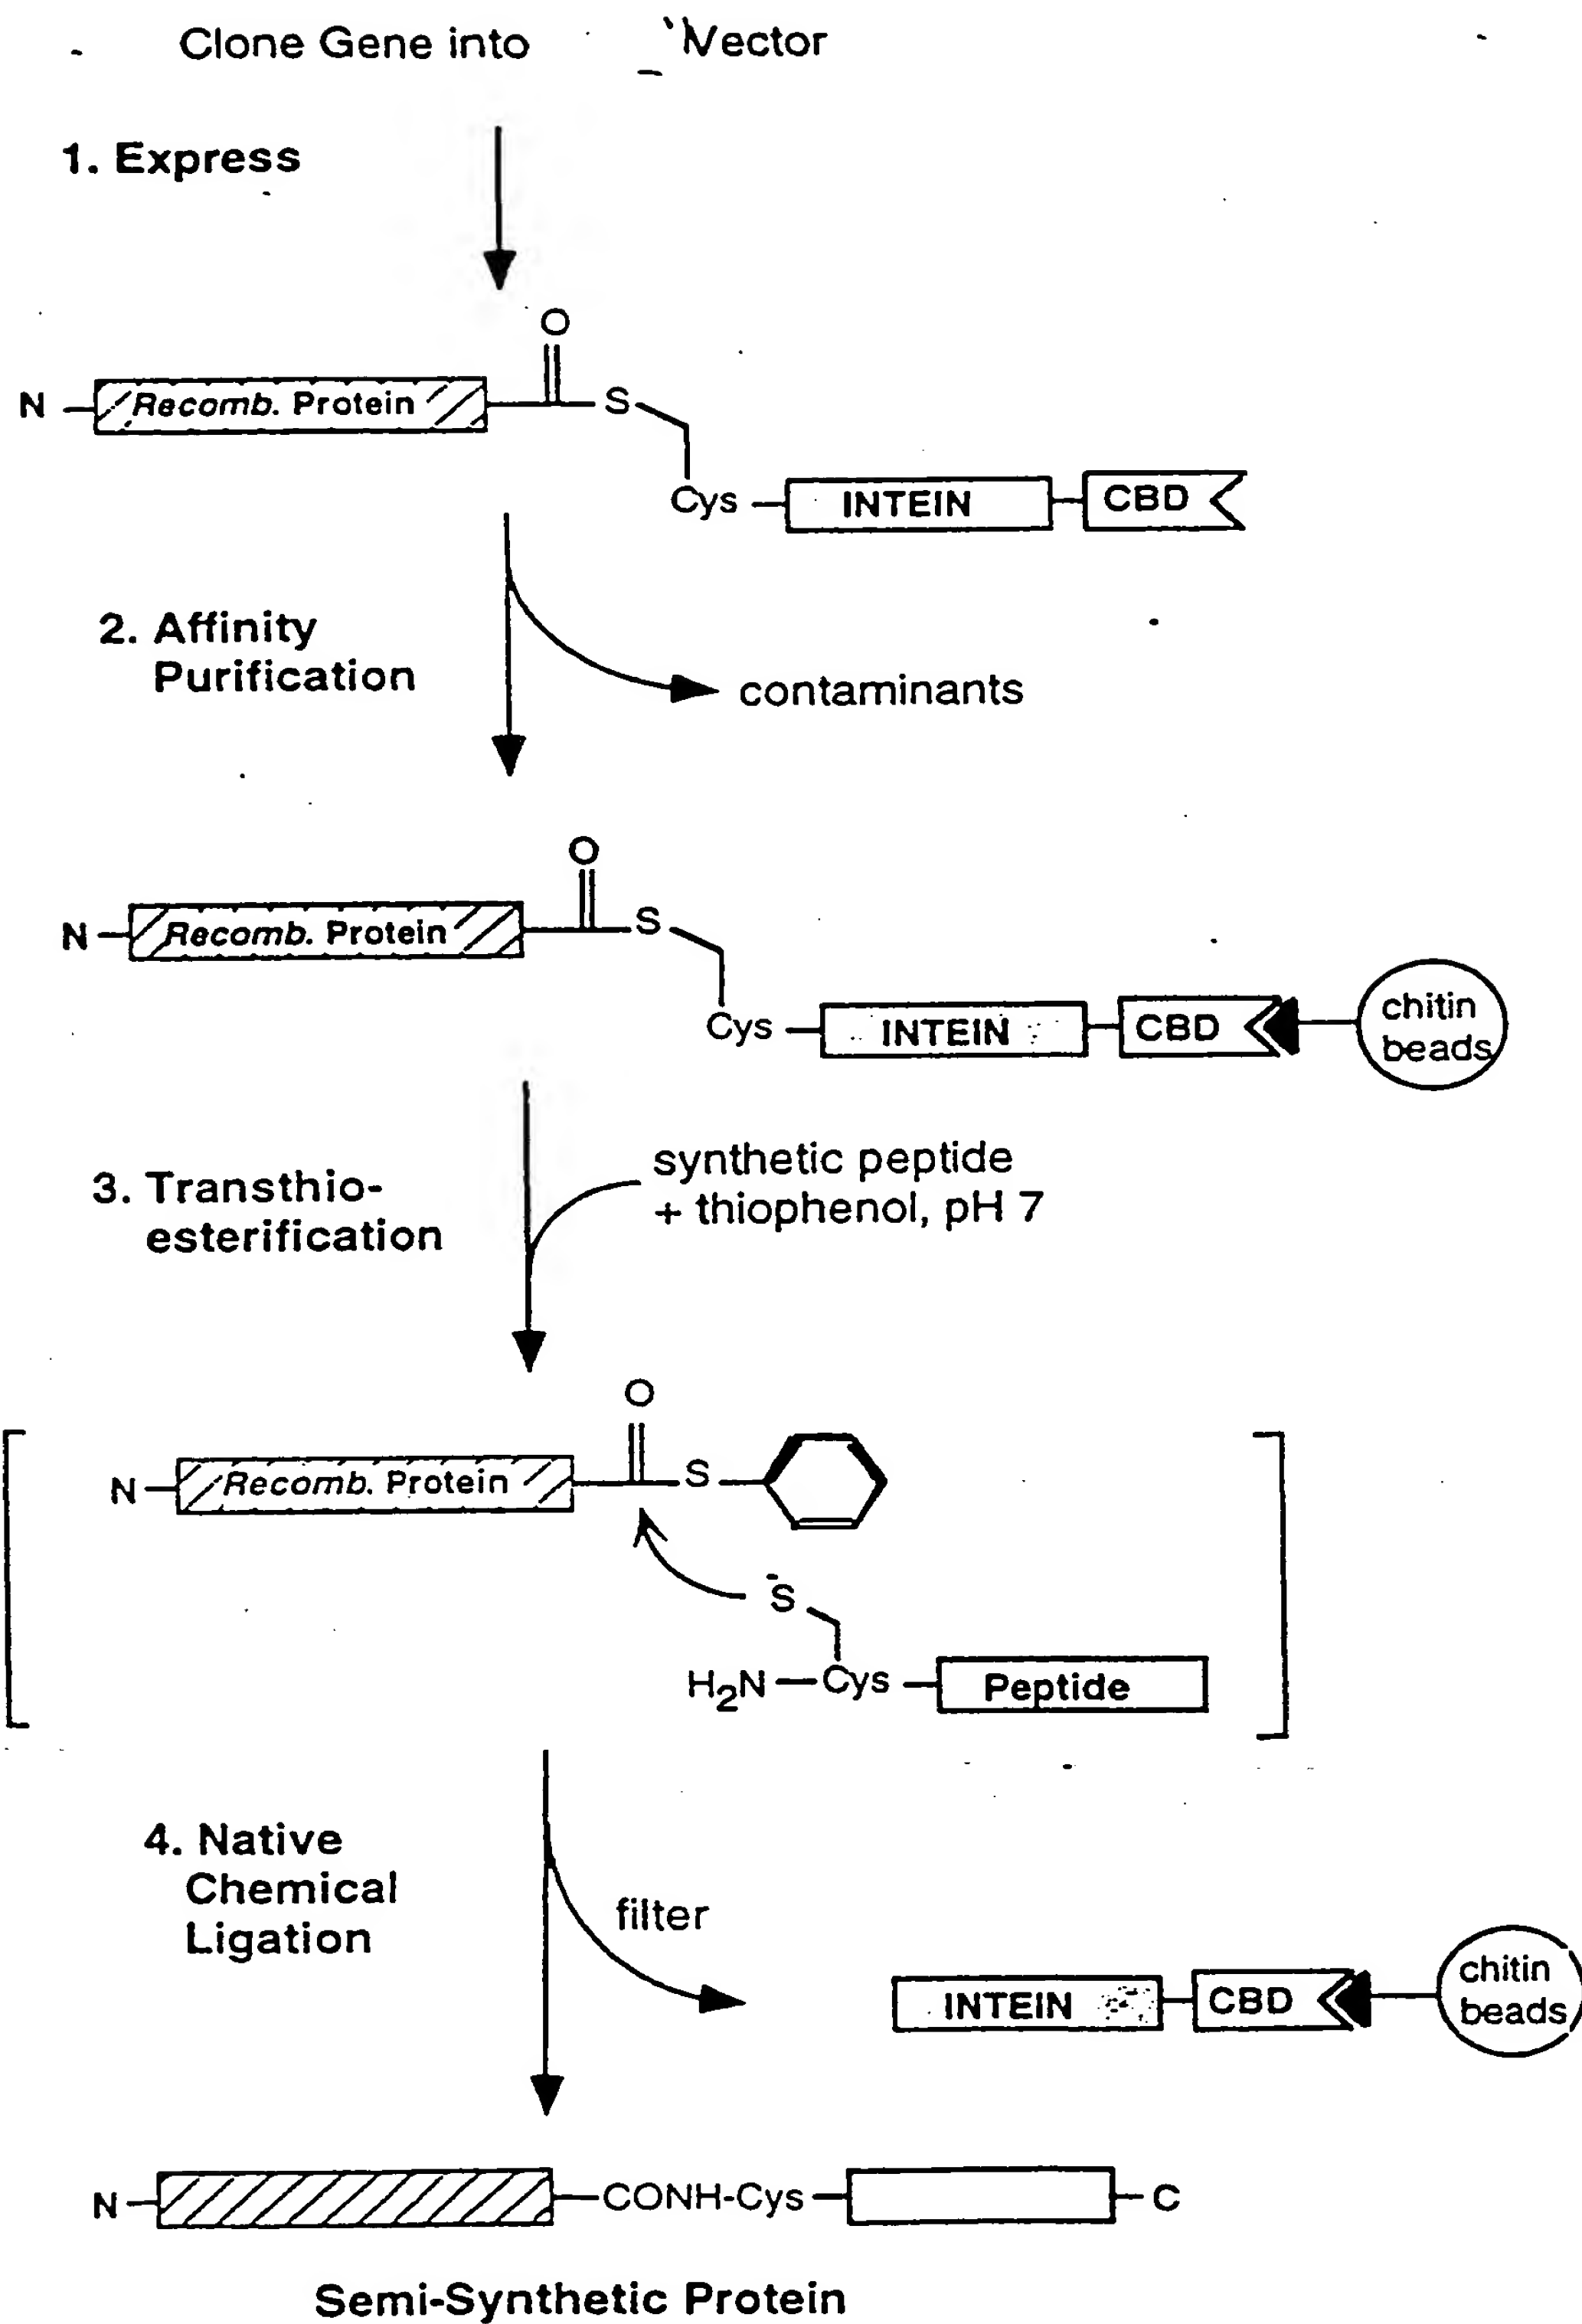 Clone Gene into Vector
1. Express
O
N Recomb. Protein S
Cys INTEIN CBD
2. Affinity
Purification
contaminants
O
N Recomb. Protein S
Cys INTEIN CBD chitin
beads
3. Transthio-
esterification
synthetic peptide
+ thiophenol, pH 7
O
N Recomb. Protein S
-S
H2N Cys Peptide
4. Native
Chemical
Ligation
filter
INTEIN CBD chitin
beads
N CONH-Cys C
Semi-Synthetic Protein